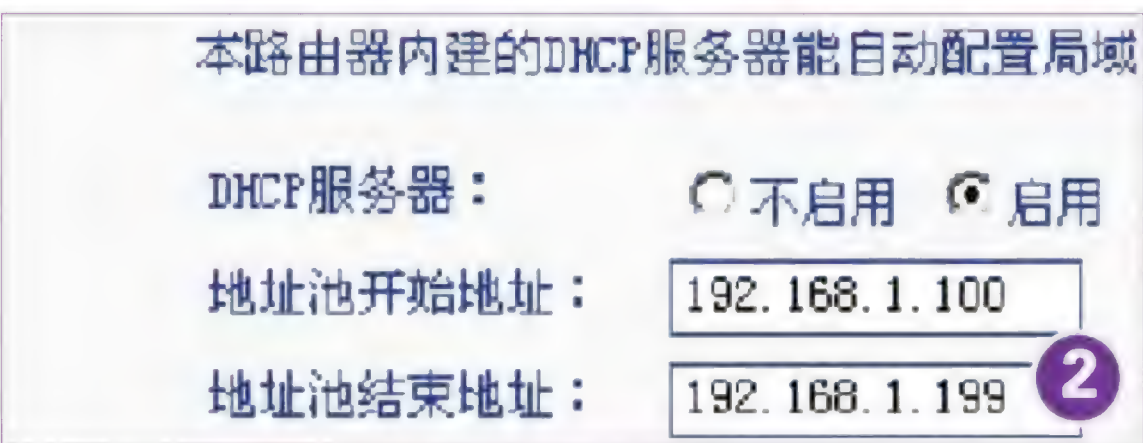 本路由器内建的DHCP服务器能自动配置局域
DHCP服务器： 不启用 启用
地址池开始地址： 192.168.1.100
地址池结束地址： 192.168.1.199
2